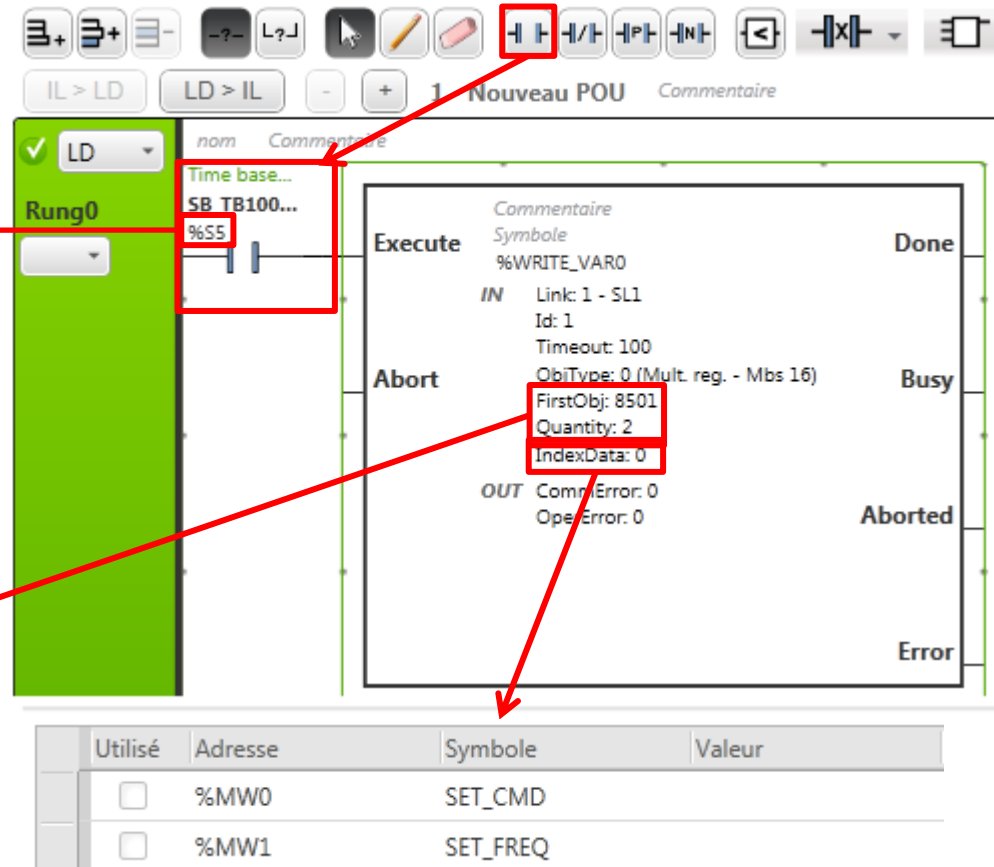 IL > LD LD > IL - + 1 Nouveau POU Commentaire
LD nom Commentaire
Time base...
Rung0 SB_TB100...
%S5
Commentaire
Symbole
Execute %WRITE_VAR0 Done
IN Link: 1 - SL1
Id: 1
Timeout: 100
Abort ObjType: 0 (Mult. reg. - Mbs 16) Busy
FirstObj: 8501
Quantity: 2
IndexData: 0
OUT CommError: 0
OperError: 0 Aborted
Error
Utilisé Adresse Symbole Valeur
%MW0 SET_CMD
%MW1 SET_FREQ